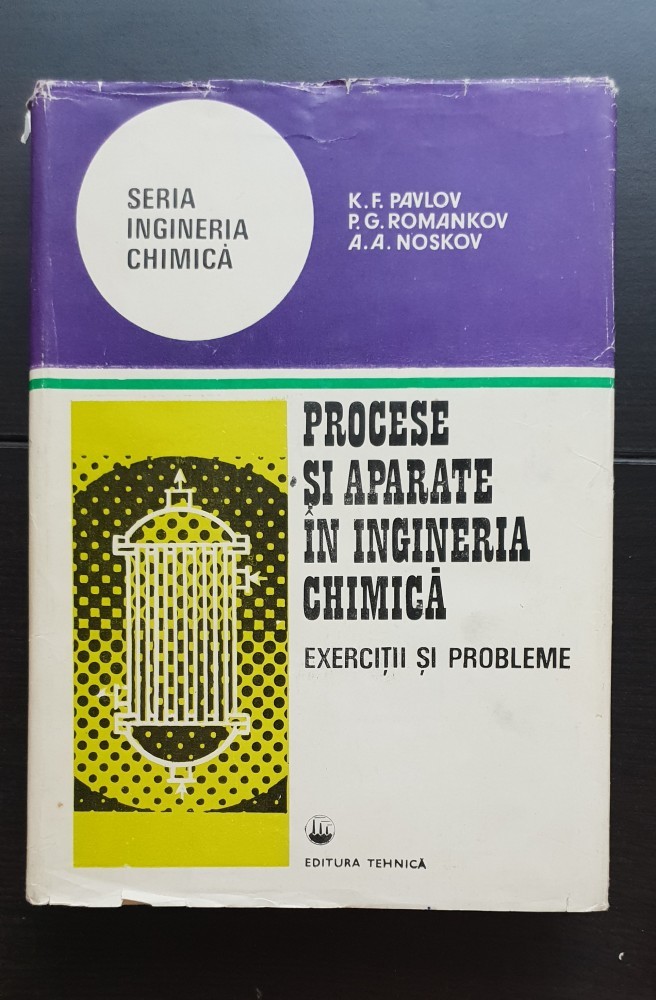 SERIA
INGINERIA
CHIMICĂ
K.F. PAVLOV
P.G. ROMANKOV
A.A. NOSKOV
PROCESE
ȘI APARATE
ÎN INGINERIA
CHIMICĂ
EXERCIȚII ȘI PROBLEME
EDITURA TEHNICĂ